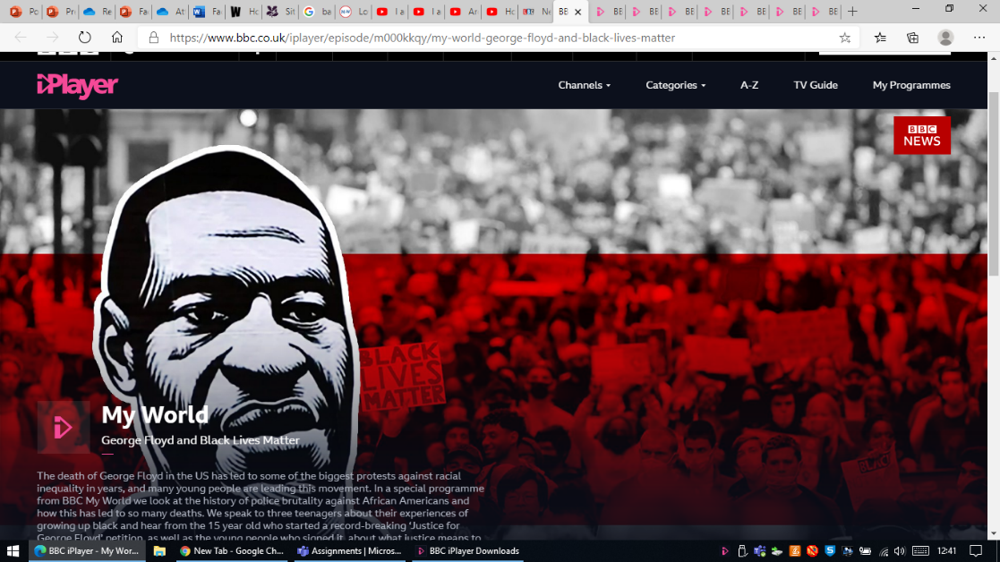 Po
Pr
Re
Fa
At
Fa
Ho
Sit
ba
Lo
I a
I a
Ar
Ho
Ne
BE
BE
BE
BE
BE
BE
BE
BE
https://www.bbc.co.uk/iplayer/episode/m000kkqy/my-world-george-floyd-and-black-lives-matter
iPlayer
Channels
Categories
A-Z
TV Guide
My Programmes
BBC
NEWS
BLACK
LIVES
MATTER
BLACK
My World
George Floyd and Black Lives Matter
The death of George Floyd in the US has led to some of the biggest protests against racial
inequality in years, and many young people are leading this movement. In a special programme
from BBC My World we look at the history of police brutality against African Americans and
how this has led to so many deaths. We speak to three teenagers about their experiences of
growing up black and hear from the 15 year old who started a record-breaking 'Justice for
George Floyd' petition, as well as the young people who signed it, about what justice means to
BBC iPlayer - My Wor...
New Tab - Google Ch...
Assignments | Micros...
BBC iPlayer Downloads
12:41